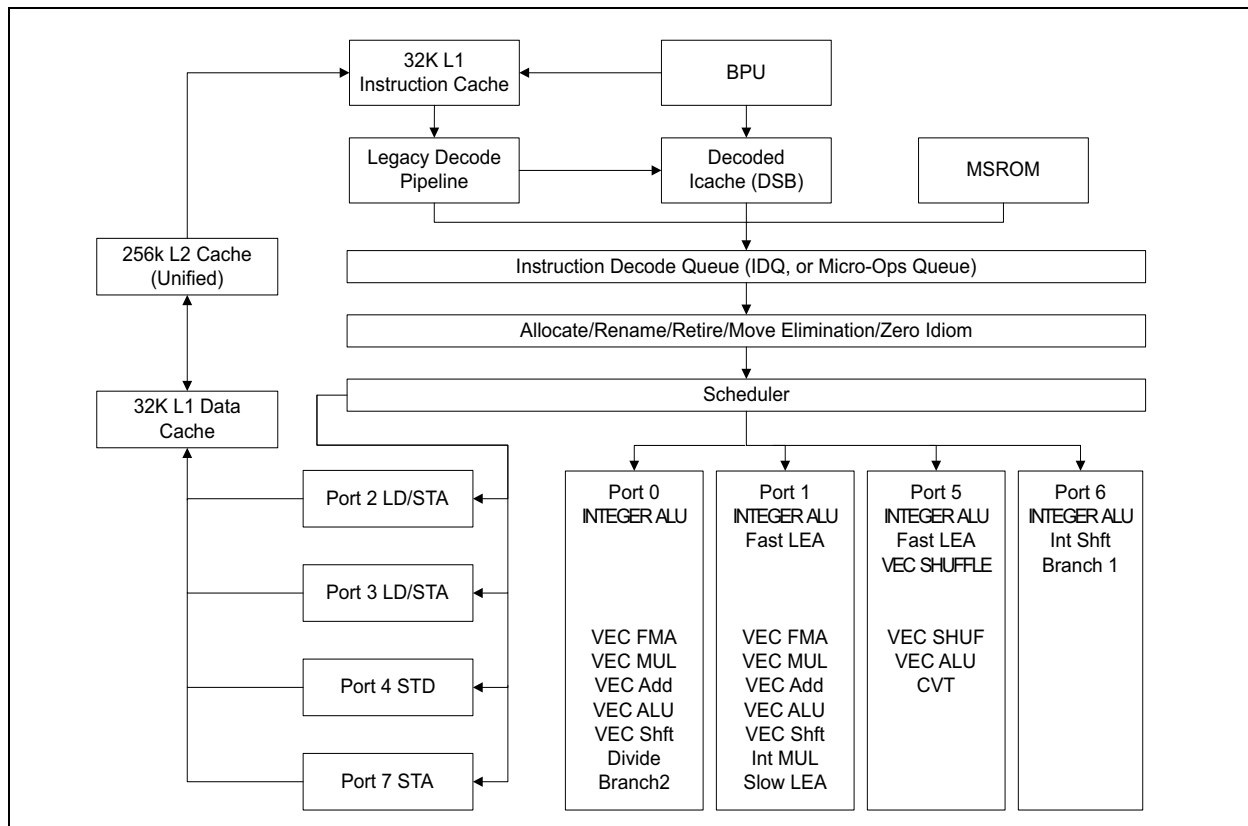 32K L1
Instruction Cache
BPU
Legacy Decode
Pipeline
Decoded
Icache (DSB)
MSROM
256k L2 Cache
(Unified)
Instruction Decode Queue (IDQ, or Micro-Ops Queue)
Allocate/Rename/Retire/Move Elimination/Zero Idiom
Scheduler
32K L1 Data
Cache
Port 2 LD/STA
Port 3 LD/STA
Port 4 STD
Port 7 STA
Port 0
INTEGER ALU
VEC FMA
VEC MUL
VEC Add
VEC ALU
VEC Shft
Divide
Branch2
Port 1
INTEGER ALU
Fast LEA
VEC FMA
VEC MUL
VEC Add
VEC ALU
VEC Shft
Int MUL
Slow LEA
Port 5
INTEGER ALU
Fast LEA
VEC SHUFFLE
VEC SHUF
VEC ALU
CVT
Port 6
INTEGER ALU
Int Shft
Branch 1